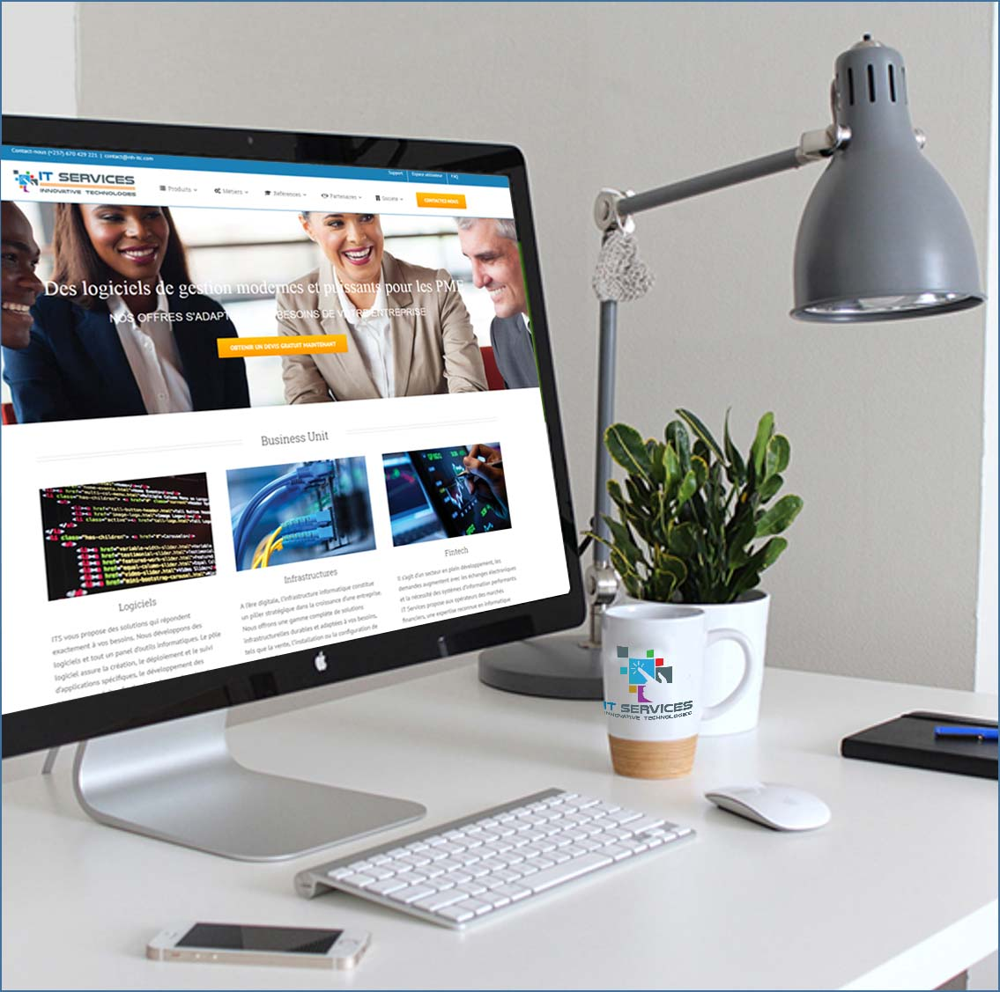 Contact-nous (+237) 670 429 221 | contact@nh-itc.com
Support | Espace utilisateur | FAQ
IT SERVICES
INNOVATIVE TECHNOLOGIES
Produits
Métiers
Références
Partenaires
Société
CONTACTEZ-NOUS
Des logiciels de gestion modernes et puissants pour les PME
NOS OFFRES S'ADAPT BESOINS DE VOTRE ENTREPRISE
OBTENIR UN DEVIS GRATUIT MAINTENANT
Business Unit
Logiciels
ITS vous propose des solutions qui répondent
exactement à vos besoins. Nous développons des
logiciels et tout un panel d'outils informatiques. Le pôle
logiciel assure la création, le déploiement et le suivi
d'applications spécifiques, le développement des
Infrastructures
A l'ère digitale, l'infrastructure informatique constitue
un pilier stratégique dans la croissance d'une entreprise.
Nous offrons une gamme complète de solutions
infrastructurelles durables et adaptées à vos besoins,
tels que la vente, l'installation ou la configuration de
Fintech
Il s'agit d'un secteur en plein développement, les
demandes augmentent avec les échanges électroniques
et la nécessité des systèmes d'information performants.
IT Services propose aux opérateurs des marchés
financiers, une expertise reconnue en informatique
IT SERVICES
INNOVATIVE TECHNOLOGIES